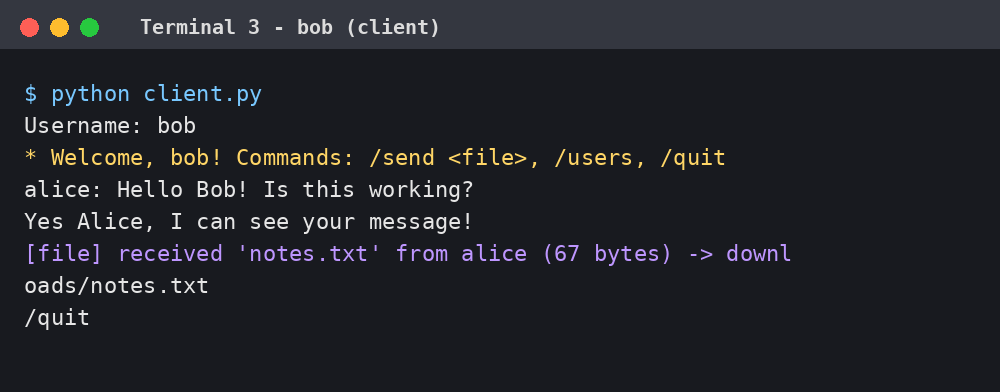 Terminal 3 - bob (client)
$ python client.py
Username: bob
* Welcome, bob! Commands: /send <file>, /users, /quit
alice: Hello Bob! Is this working?
Yes Alice, I can see your message!
[file] received 'notes.txt' from alice (67 bytes) -> downl
oads/notes.txt
/quit